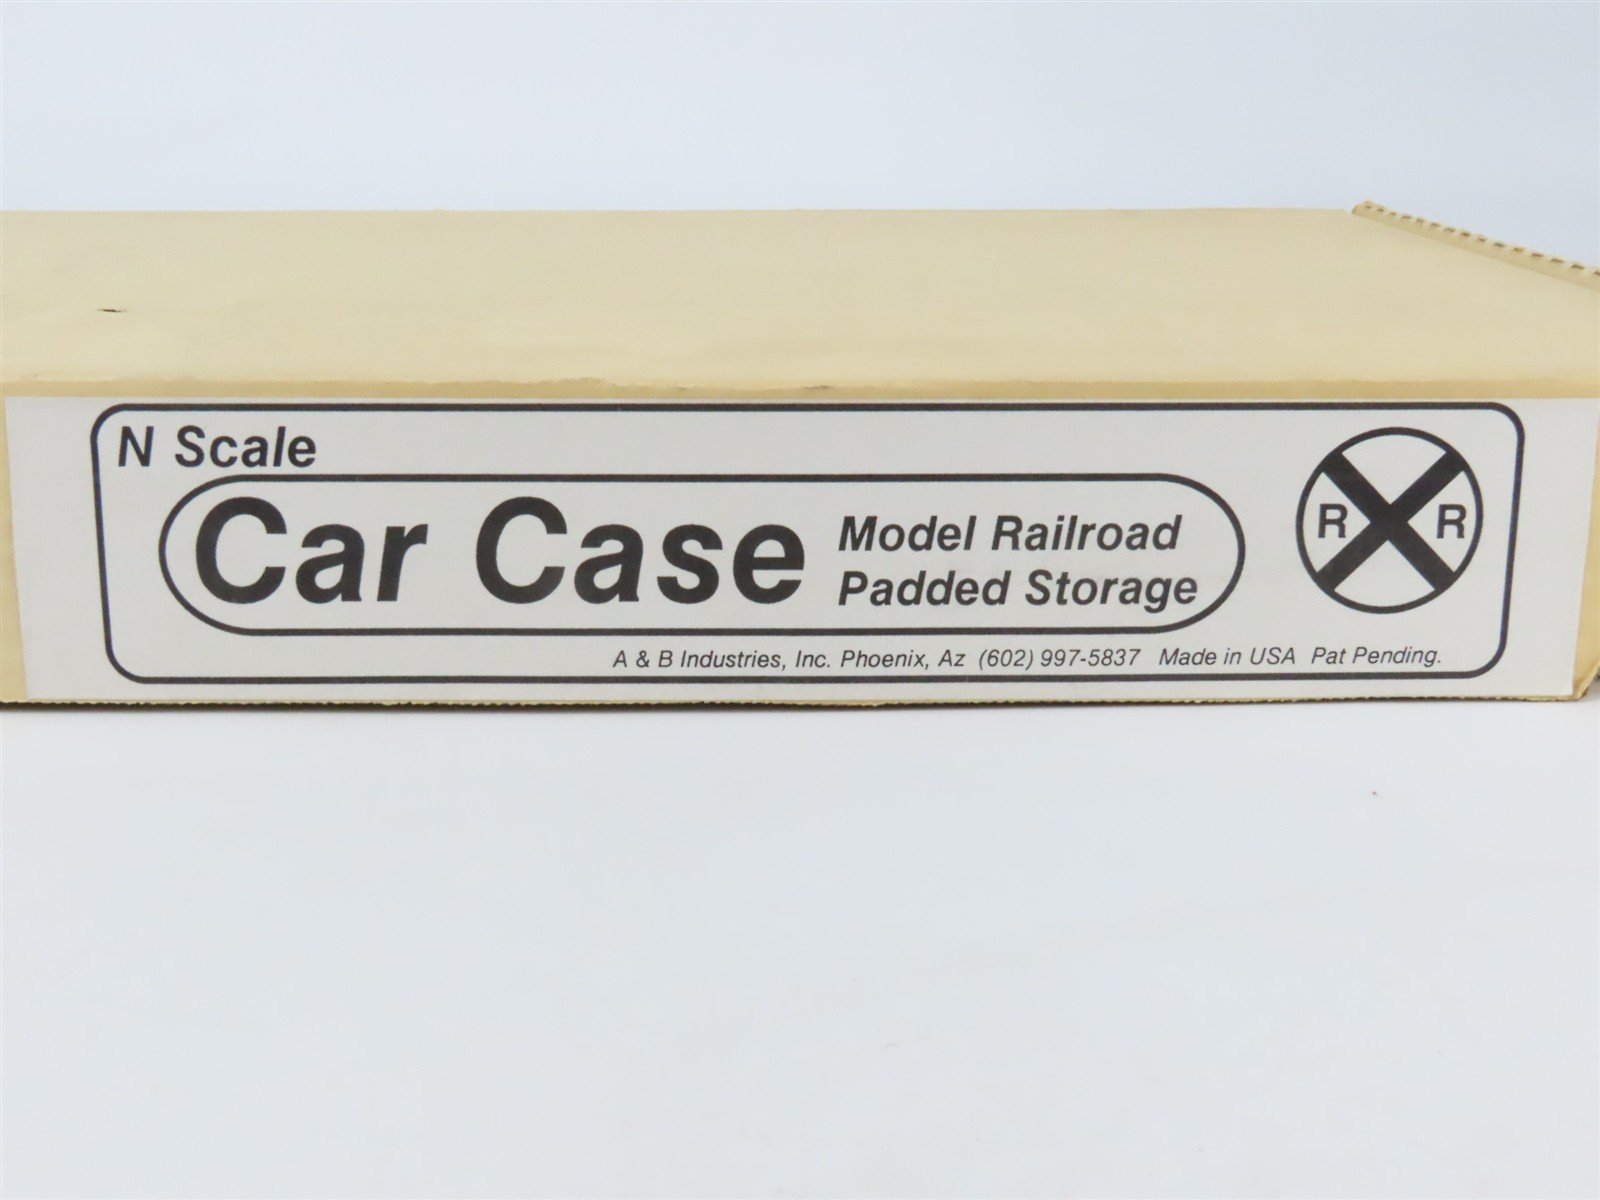 N Scale
Car Case
Model Railroad
Padded Storage
R R
A & B Industries, Inc. Phoenix, Az (602) 997-5837 Made in USA Pat Pending.